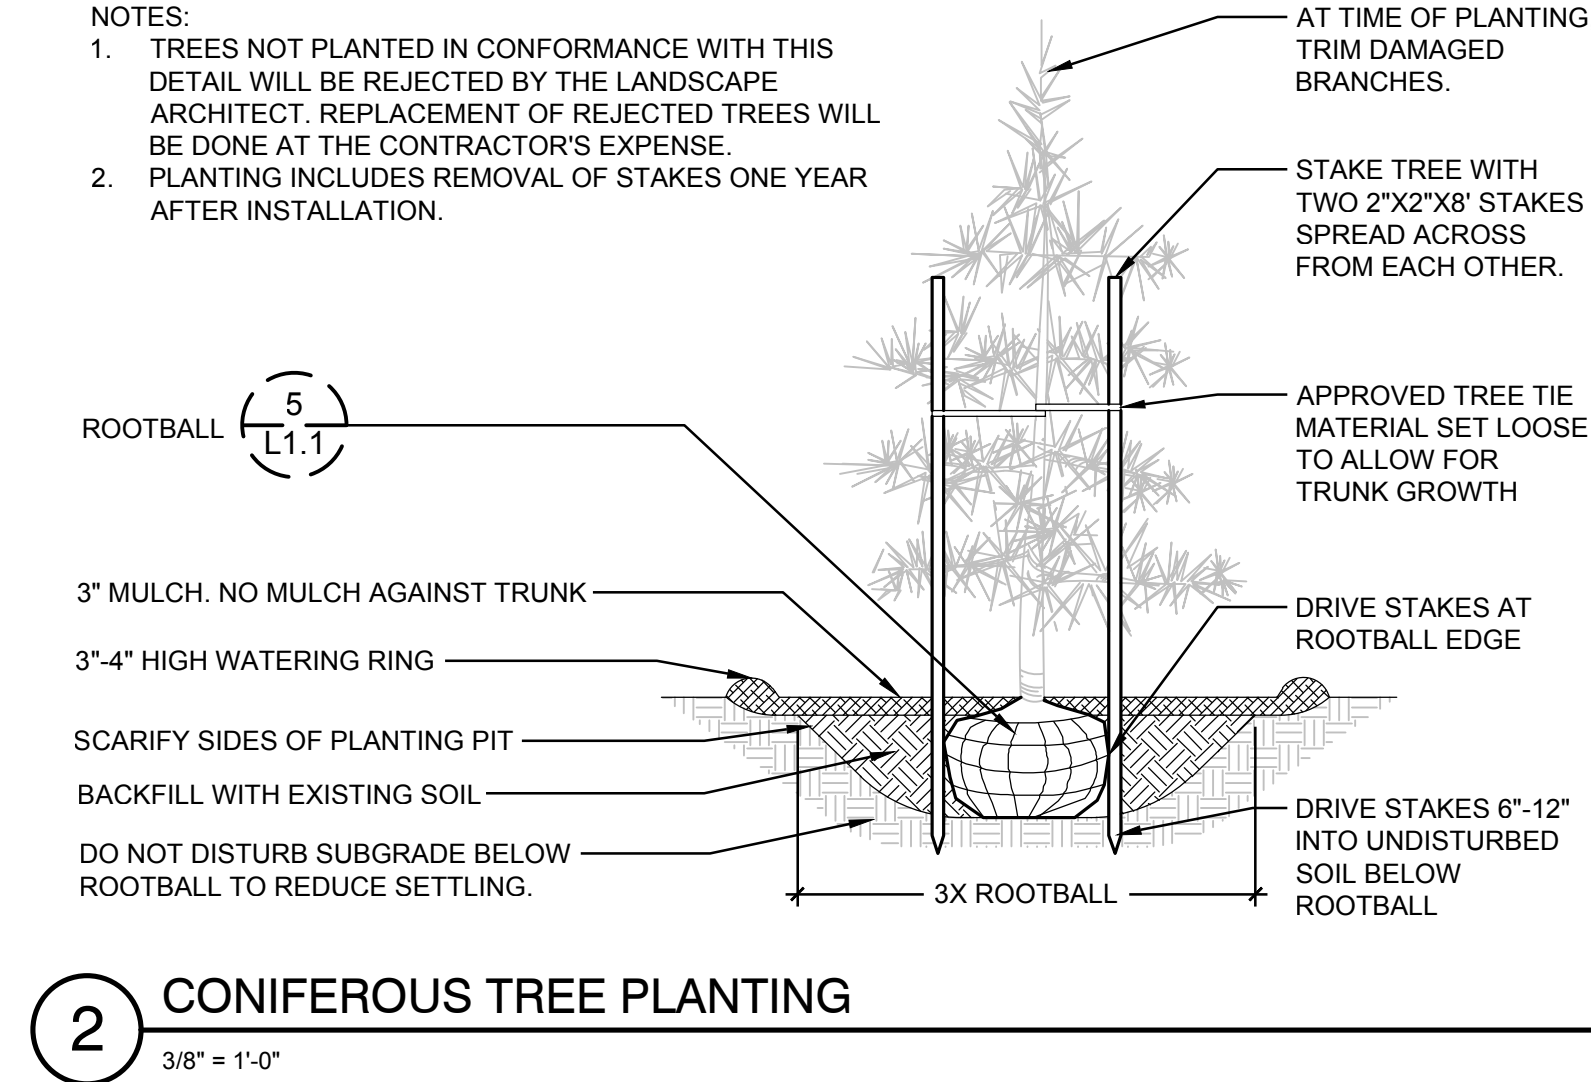 NOTES:
1. TREES NOT PLANTED IN CONFORMANCE WITH THIS
DETAIL WILL BE REJECTED BY THE LANDSCAPE
ARCHITECT. REPLACEMENT OF REJECTED TREES WILL
BE DONE AT THE CONTRACTOR'S EXPENSE.
2. PLANTING INCLUDES REMOVAL OF STAKES ONE YEAR
AFTER INSTALLATION.
AT TIME OF PLANTING
TRIM DAMAGED
BRANCHES.
STAKE TREE WITH
TWO 2"X2"X8' STAKES
SPREAD ACROSS
FROM EACH OTHER.
APPROVED TREE TIE
MATERIAL SET LOOSE
TO ALLOW FOR
TRUNK GROWTH
DRIVE STAKES AT
ROOTBALL EDGE
DRIVE STAKES 6"-12"
INTO UNDISTURBED
SOIL BELOW
ROOTBALL
ROOTBALL
5
L1.1
3" MULCH. NO MULCH AGAINST TRUNK
3"-4" HIGH WATERING RING
SCARIFY SIDES OF PLANTING PIT
BACKFILL WITH EXISTING SOIL
DO NOT DISTURB SUBGRADE BELOW
ROOTBALL TO REDUCE SETTLING.
3X ROOTBALL
2
CONIFEROUS TREE PLANTING
3/8" = 1'-0"